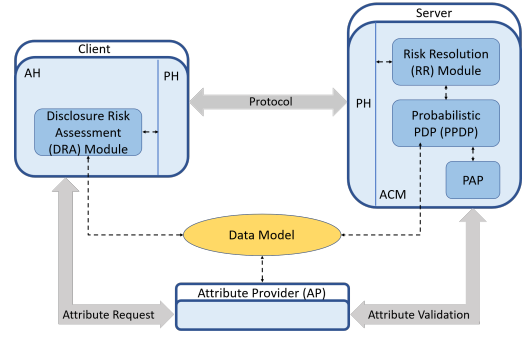 Server
Client
AH
PH
Disclosure Risk
Assessment
(DRA) Module
Protocol
PH
Risk Resolution
(RR) Module
Probabilistic
PDP (PPDP)
PAP
ACM
Data Model
Attribute Provider (AP)
Attribute Request
Attribute Validation